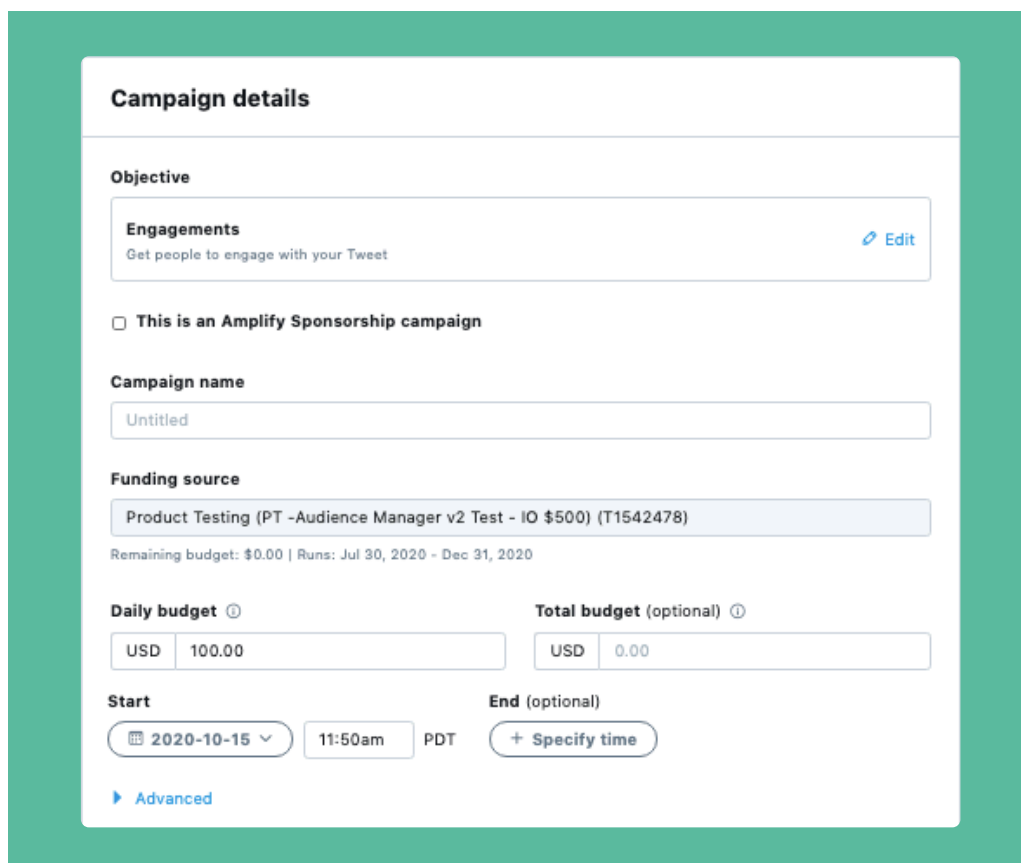 Campaign details
Objective
Engagements
Get people to engage with your Tweet
Edit
This is an Amplify Sponsorship campaign
Campaign name
Untitled
Funding source
Product Testing (PT -Audience Manager v2 Test - IO $500) (T1542478)
Remaining budget: $0.00 | Runs: Jul 30, 2020 - Dec 31, 2020
Daily budget
Total budget (optional)
USD 100.00
USD 0.00
Start
End (optional)
2020-10-15
11:50am PDT
+ Specify time
Advanced